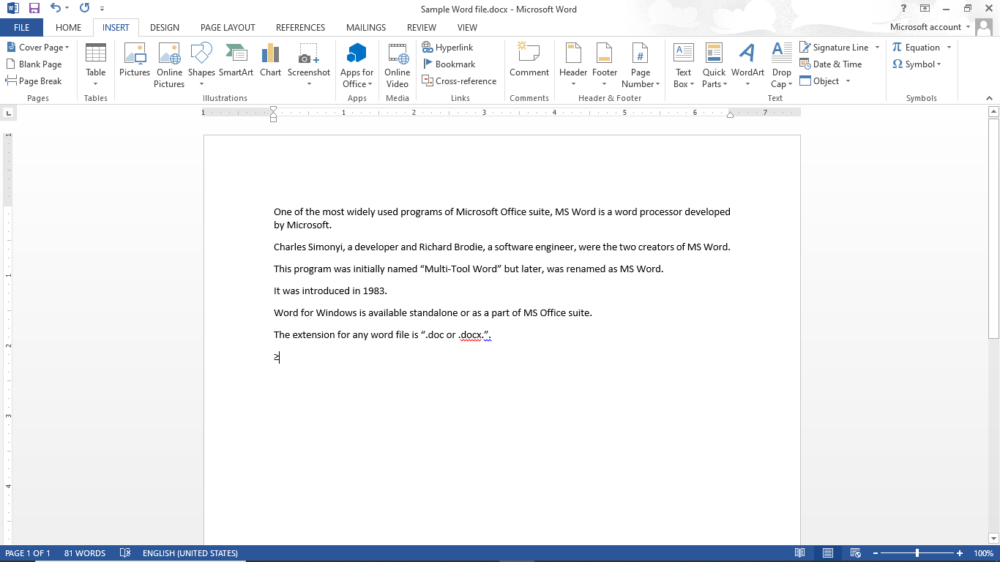 Sample Word file.docx - Microsoft Word
FILE HOME INSERT DESIGN PAGE LAYOUT REFERENCES MAILINGS REVIEW VIEW Microsoft account
Cover Page
Blank Page
Page Break
Pages
Table
Tables
Pictures
Online Pictures
Shapes
SmartArt
Chart
Screenshot
Illustrations
Apps for Office
Apps
Online Video
Media
Hyperlink
Bookmark
Cross-reference
Links
Comment
Comments
Header
Footer
Page Number
Header & Footer
Text Box
Quick Parts
WordArt
Drop Cap
Signature Line
Date & Time
Object
Text
Equation
Symbol
Symbols
1 1 2 3 4 5 6 7
1
1
2
3
4
One of the most widely used programs of Microsoft Office suite, MS Word is a word processor developed
by Microsoft.
Charles Simonyi, a developer and Richard Brodie, a software engineer, were the two creators of MS Word.
This program was initially named “Multi-Tool Word” but later, was renamed as MS Word.
It was introduced in 1983.
Word for Windows is available standalone or as a part of MS Office suite.
The extension for any word file is “.doc or .docx.”.
≥
PAGE 1 OF 1 81 WORDS ENGLISH (UNITED STATES) 100%